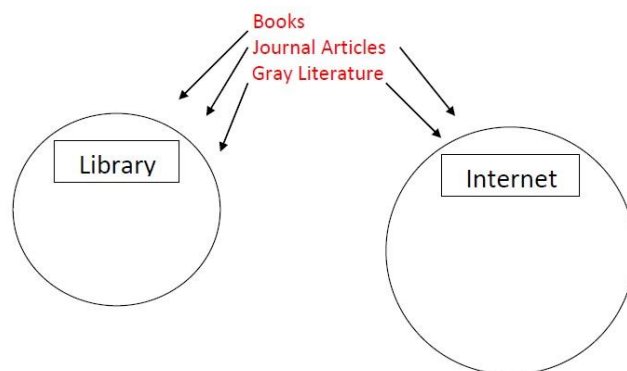 Books
Journal Articles
Gray Literature
Library
Internet